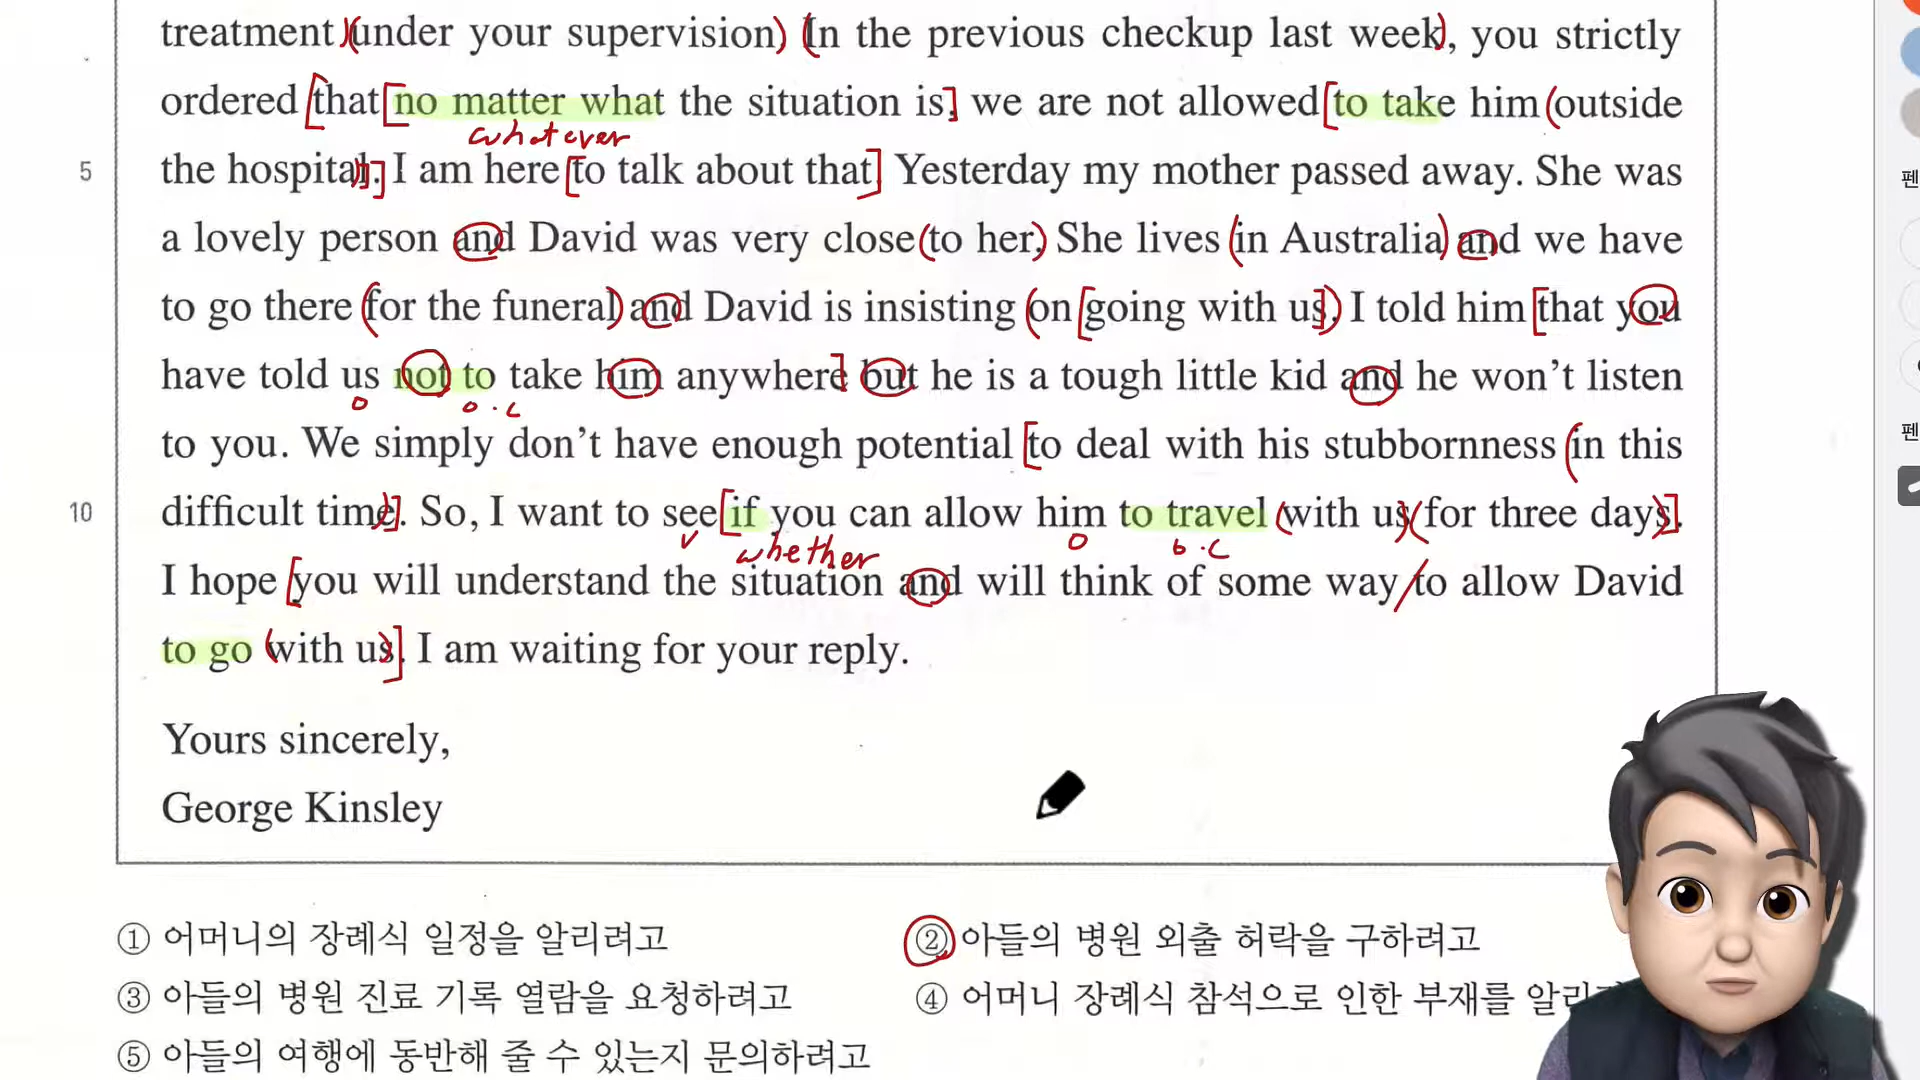 treatment under your supervision) In the previous checkup last week, you strictly
ordered that no matter what the situation is, we are not allowed to take him outside
whatever
5 the hospital. I am here to talk about that. Yesterday my mother passed away. She was
a lovely person and David was very close to her. She lives in Australia and we have
to go there for the funeral and David is insisting on going with us. I told him that you
have told us not to take him anywhere but he is a tough little kid and he won't listen
o o.c
to you. We simply don't have enough potential to deal with his stubbornness in this
10 difficult time. So, I want to see if you can allow him to travel with us for three days.
v whether o o.c
I hope you will understand the situation and will think of some way to allow David
to go with us. I am waiting for your reply.
Yours sincerely,
George Kinsley
① 어머니의 장례식 일정을 알리려고
② 아들의 병원 외출 허락을 구하려고
③ 아들의 병원 진료 기록 열람을 요청하려고
④ 어머니 장례식 참석으로 인한 부재를
⑤ 아들의 여행에 동반해 줄 수 있는지 문의하려고
펜
펜